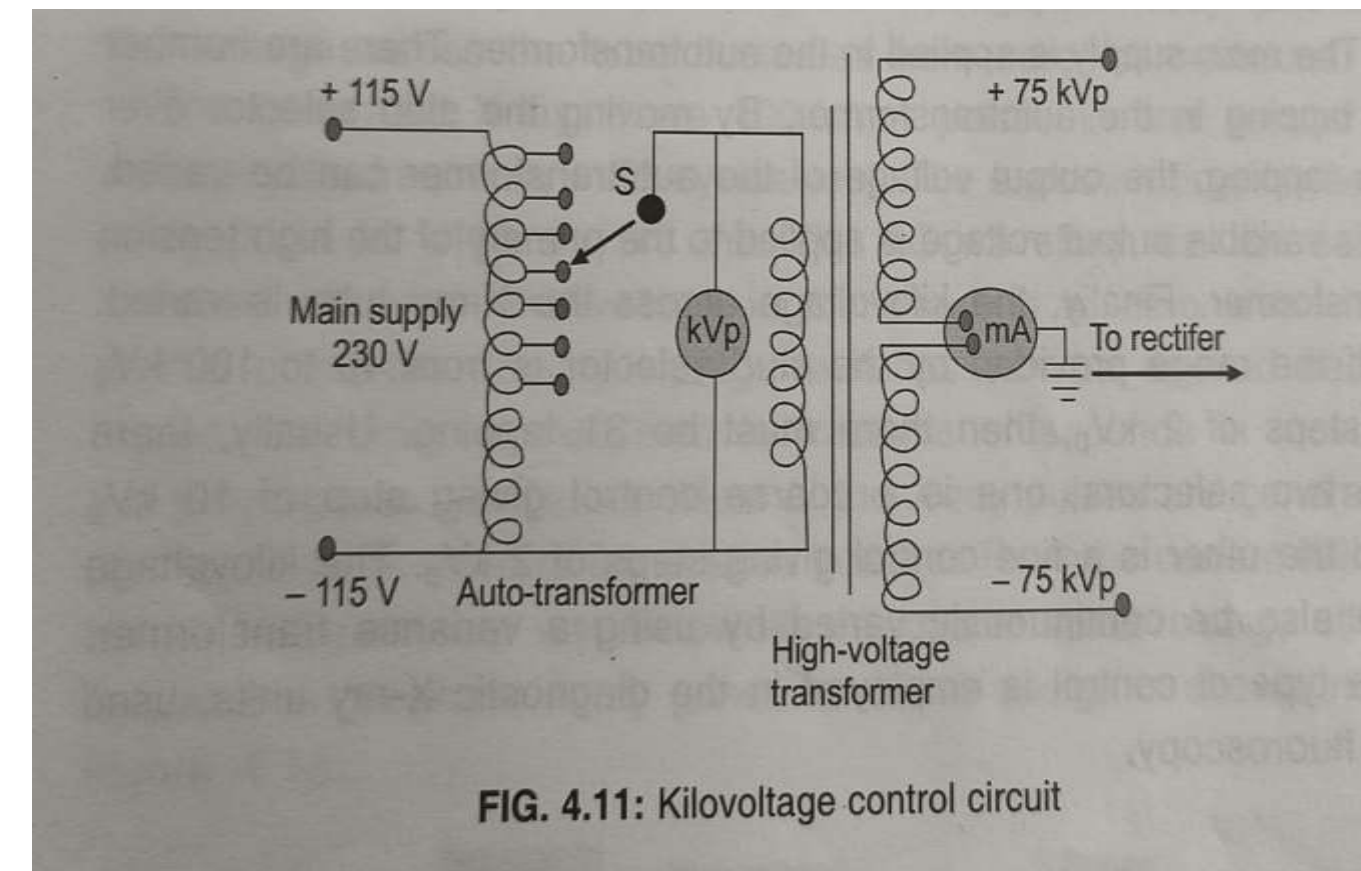 + 115 V
+ 75 kVp
S
Main supply
230 V
kVp
mA
To rectifer
– 115 V
Auto-transformer
– 75 kVp
High-voltage
transformer
FIG. 4.11: Kilovoltage control circuit